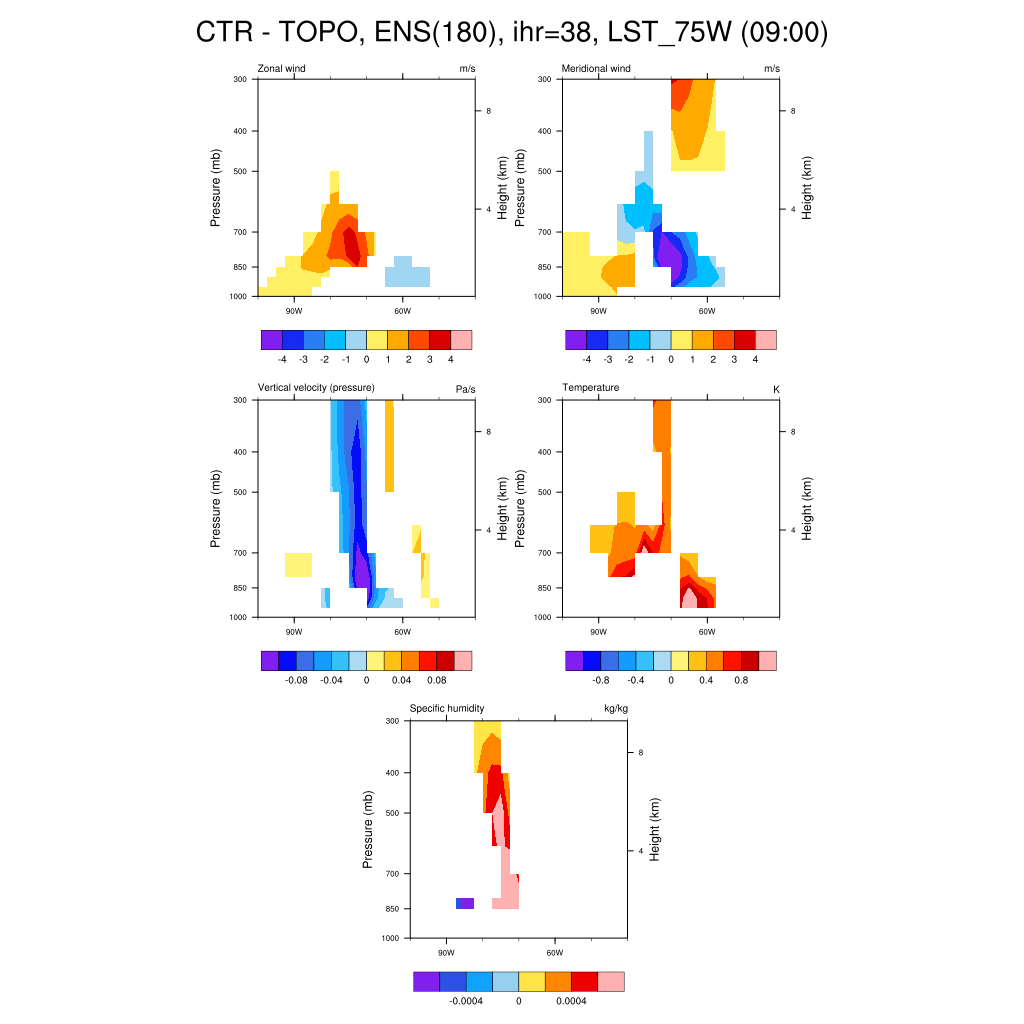 CTR - TOPO, ENS(180), ihr=38, LST_75W (09:00)
Zonal wind m/s
Pressure (mb)
300
400
500
700
850
1000
8
4
Height (km)
90W 60W
-4 -3 -2 -1 0 1 2 3 4
Meridional wind m/s
Pressure (mb)
300
400
500
700
850
1000
8
4
Height (km)
90W 60W
-4 -3 -2 -1 0 1 2 3 4
Vertical velocity (pressure) Pa/s
Pressure (mb)
300
400
500
700
850
1000
8
4
Height (km)
90W 60W
-0.08 -0.04 0 0.04 0.08
Temperature K
Pressure (mb)
300
400
500
700
850
1000
8
4
Height (km)
90W 60W
-0.8 -0.4 0 0.4 0.8
Specific humidity kg/kg
Pressure (mb)
300
400
500
700
850
1000
8
4
Height (km)
90W 60W
-0.0004 0 0.0004